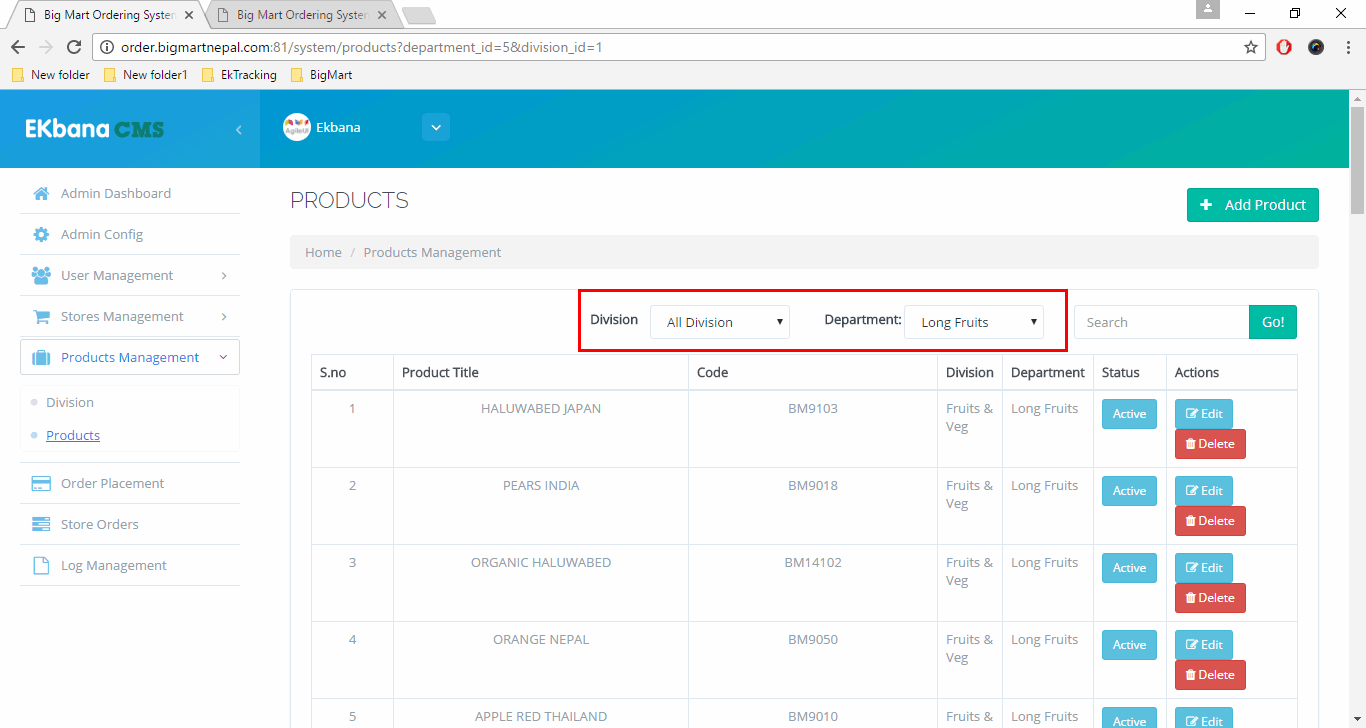 Big Mart Ordering System
Big Mart Ordering System
order.bigmartnepal.com:81/system/products?department_id=5&division_id=1
New folder
New folder1
EkTracking
BigMart
EKbana CMS
Ekbana
Admin Dashboard
Admin Config
User Management
Stores Management
Products Management
Division
Products
Order Placement
Store Orders
Log Management
PRODUCTS
Add Product
Home / Products Management
Division All Division Department: Long Fruits Search Go!
S.no Product Title Code Division Department Status Actions
1 HALUWABED JAPAN BM9103 Fruits & Long Fruits Active Edit
Veg Delete
2 PEARS INDIA BM9018 Fruits & Long Fruits Active Edit
Veg Delete
3 ORGANIC HALUWABED BM14102 Fruits & Long Fruits Active Edit
Veg Delete
4 ORANGE NEPAL BM9050 Fruits & Long Fruits Active Edit
Veg Delete
5 APPLE RED THAILAND BM9010 Fruits & Long Fruits Active Edit